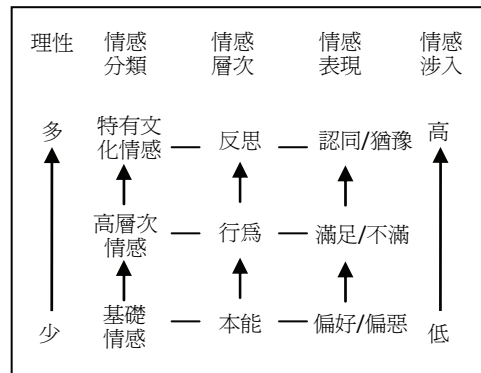 理性 情感 情感 情感 情感
分類 層次 表現 涉入
多 特有文 反思 認同/猶豫 高
化情感
高層次 行爲 滿足/不滿
情感
少 基礎 本能 偏好/偏惡 低
情感